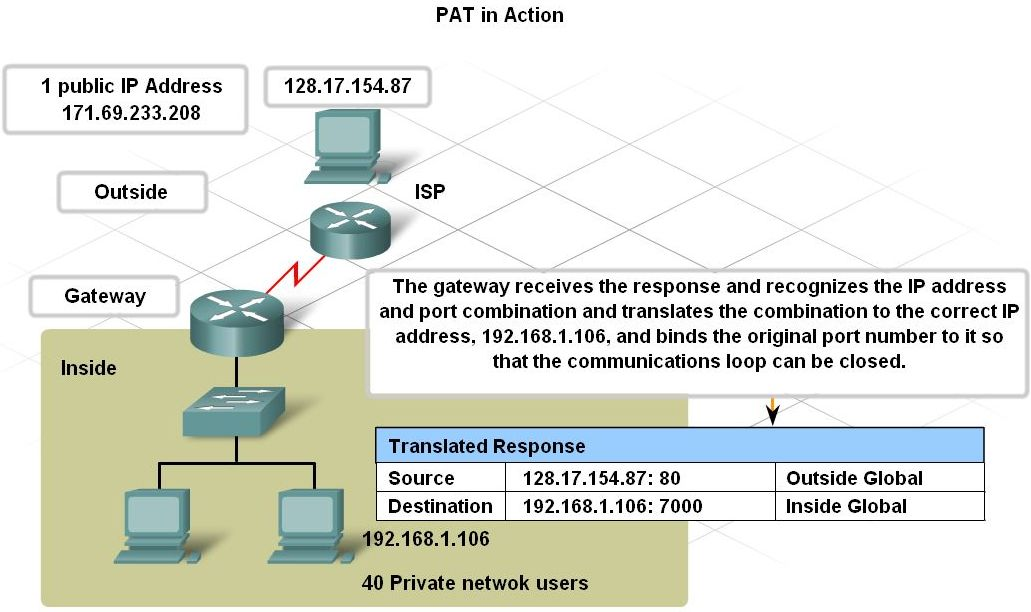 PAT in Action
1 public IP Address
171.69.233.208
128.17.154.87
Outside
ISP
Gateway
The gateway receives the response and recognizes the IP address
and port combination and translates the combination to the correct IP
address, 192.168.1.106, and binds the original port number to it so
that the communications loop can be closed.
Inside
Translated Response
Source 128.17.154.87: 80 Outside Global
Destination 192.168.1.106: 7000 Inside Global
192.168.1.106
40 Private netwok users